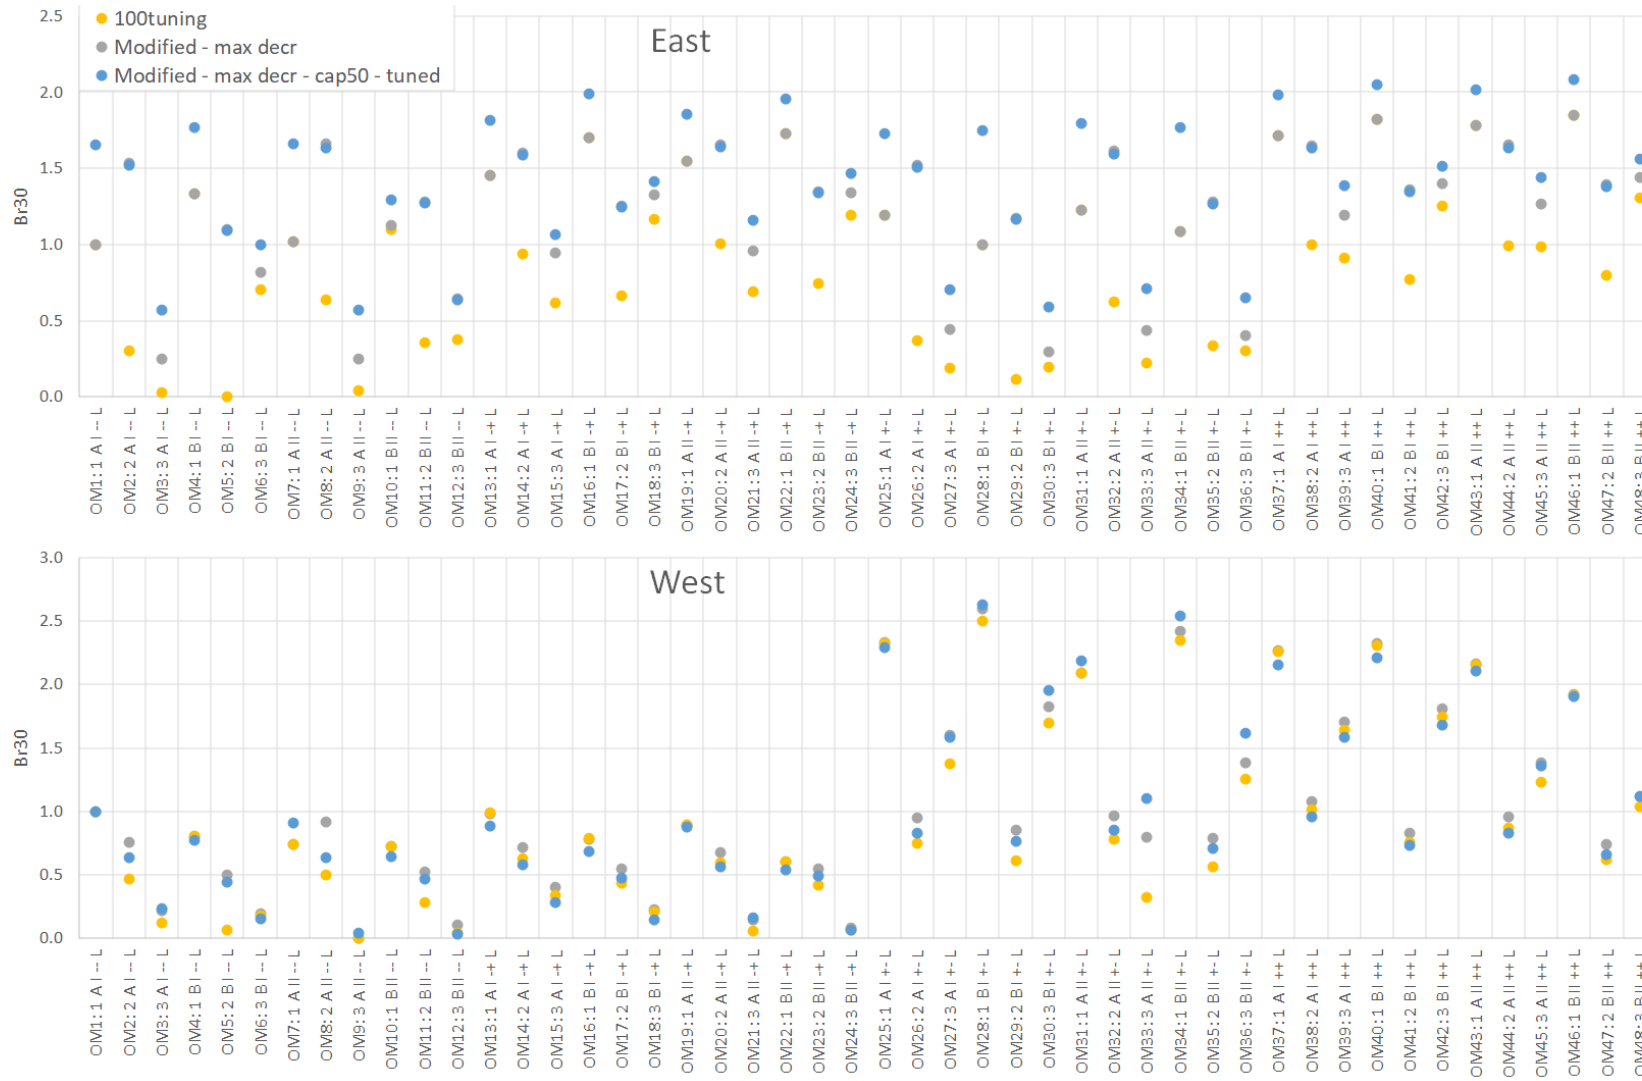 2.5
100tuning
Modified - max decr
East
Modified - max decr - cap50 - tuned
2.0
1.5
Br30
1.0
0.5
0.0
OM1: 1 A I -- L
OM2: 2 A I -- L
OM3: 3 A I -- L
OM4: 1 B I -- L
OM5: 2 B I -- L
OM6: 3 B I -- L
OM7: 1 A II -- L
OM8: 2 A II -- L
OM9: 3 A II -- L
OM10: 1 B II -- L
OM11: 2 B II -- L
OM12: 3 B II -- L
OM13: 1 A I -+ L
OM14: 2 A I -+ L
OM15: 3 A I -+ L
OM16: 1 B I -+ L
OM17: 2 B I -+ L
OM18: 3 B I -+ L
OM19: 1 A II -+ L
OM20: 2 A II -+ L
OM21: 3 A II -+ L
OM22: 1 B II -+ L
OM23: 2 B II -+ L
OM24: 3 B II -+ L
OM25: 1 A I +- L
OM26: 2 A I +- L
OM27: 3 A I +- L
OM28: 1 B I +- L
OM29: 2 B I +- L
OM30: 3 B I +- L
OM31: 1 A II +- L
OM32: 2 A II +- L
OM33: 3 A II +- L
OM34: 1 B II +- L
OM35: 2 B II +- L
OM36: 3 B II +- L
OM37: 1 A I ++ L
OM38: 2 A I ++ L
OM39: 3 A I ++ L
OM40: 1 B I ++ L
OM41: 2 B I ++ L
OM42: 3 B I ++ L
OM43: 1 A II ++ L
OM44: 2 A II ++ L
OM45: 3 A II ++ L
OM46: 1 B II ++ L
OM47: 2 B II ++ L
OM48: 3 B II ++ L
3.0
West
2.5
2.0
1.5
Br30
1.0
0.5
0.0
OM1: 1 A I -- L
OM2: 2 A I -- L
OM3: 3 A I -- L
OM4: 1 B I -- L
OM5: 2 B I -- L
OM6: 3 B I -- L
OM7: 1 A II -- L
OM8: 2 A II -- L
OM9: 3 A II -- L
OM10: 1 B II -- L
OM11: 2 B II -- L
OM12: 3 B II -- L
OM13: 1 A I -+ L
OM14: 2 A I -+ L
OM15: 3 A I -+ L
OM16: 1 B I -+ L
OM17: 2 B I -+ L
OM18: 3 B I -+ L
OM19: 1 A II -+ L
OM20: 2 A II -+ L
OM21: 3 A II -+ L
OM22: 1 B II -+ L
OM23: 2 B II -+ L
OM24: 3 B II -+ L
OM25: 1 A I +- L
OM26: 2 A I +- L
OM27: 3 A I +- L
OM28: 1 B I +- L
OM29: 2 B I +- L
OM30: 3 B I +- L
OM31: 1 A II +- L
OM32: 2 A II +- L
OM33: 3 A II +- L
OM34: 1 B II +- L
OM35: 2 B II +- L
OM36: 3 B II +- L
OM37: 1 A I ++ L
OM38: 2 A I ++ L
OM39: 3 A I ++ L
OM40: 1 B I ++ L
OM41: 2 B I ++ L
OM42: 3 B I ++ L
OM43: 1 A II ++ L
OM44: 2 A II ++ L
OM45: 3 A II ++ L
OM46: 1 B II ++ L
OM47: 2 B II ++ L
OM48: 3 B II ++ L